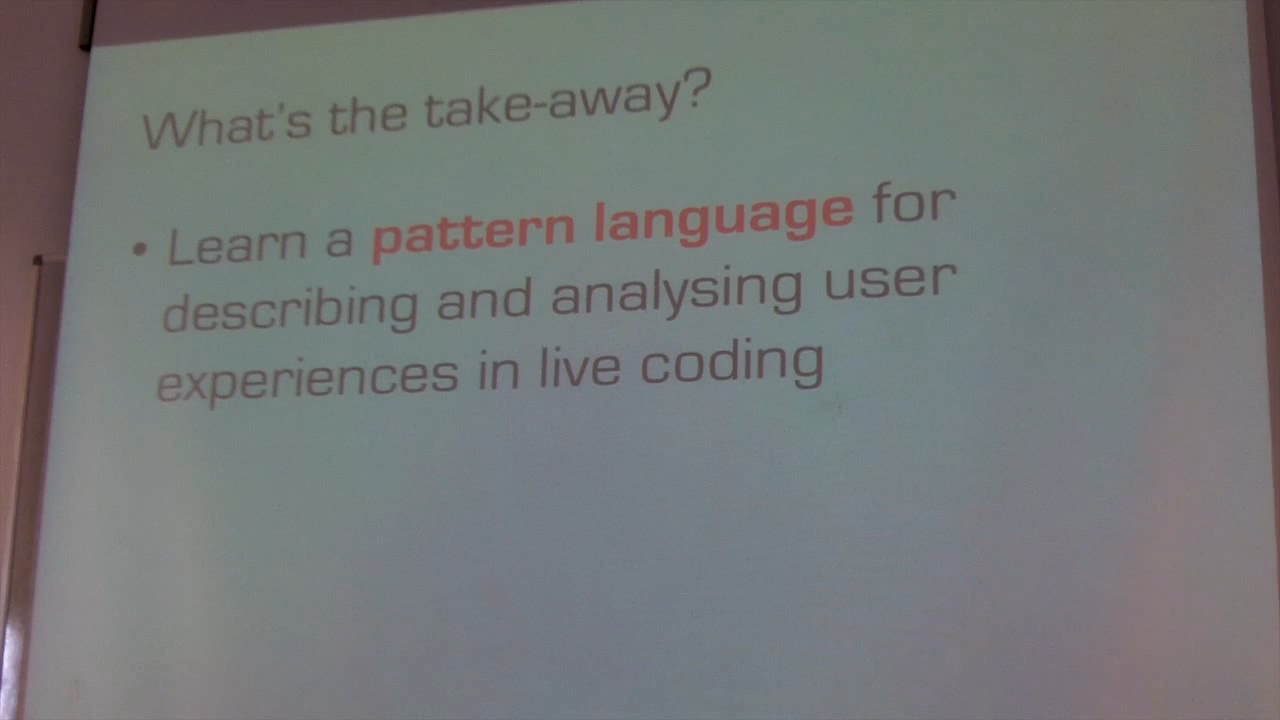 What's the take-away?
• Learn a pattern language for
describing and analysing user
experiences in live coding